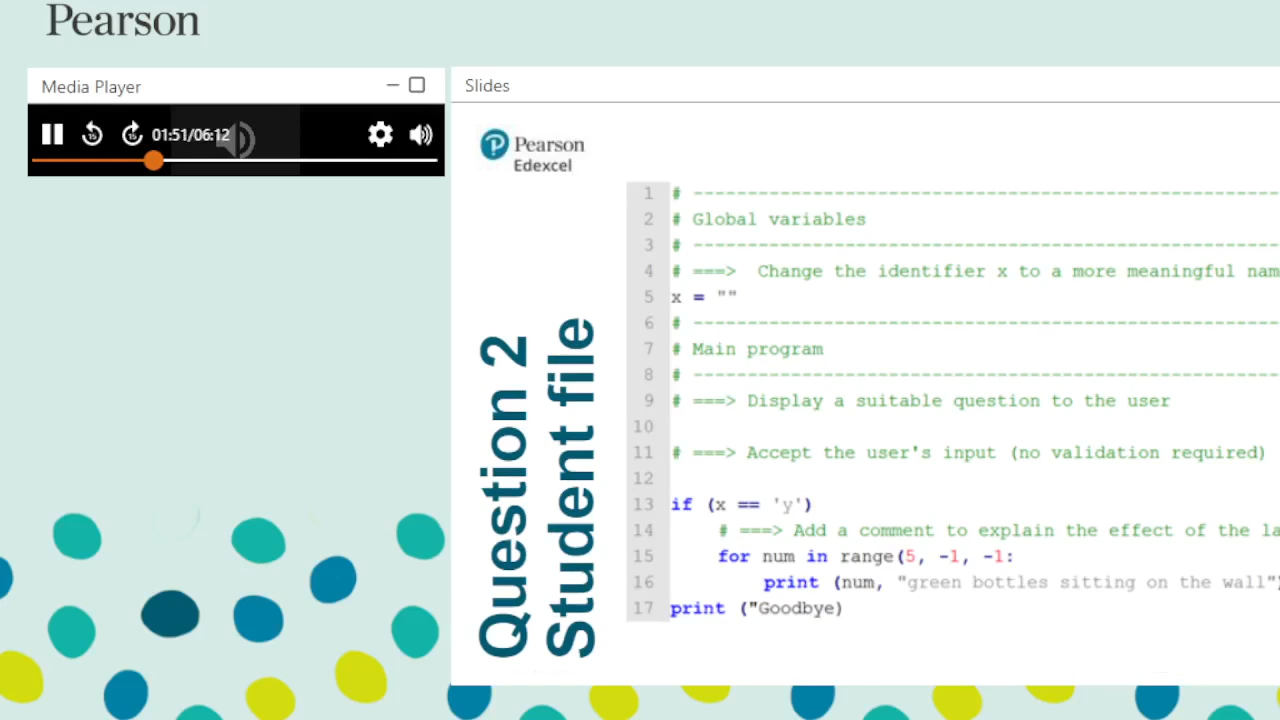 Pearson
Media Player
01:51/06:12
Slides
Pearson
Edexcel
Question 2
Student file
1 # -------------------------------------------------------
2 # Global variables
3 # -------------------------------------------------------
4 # ===>  Change the identifier x to a more meaningful nam
5 x = ""
6 # -------------------------------------------------------
7 # Main program
8 # -------------------------------------------------------
9 # ===> Display a suitable question to the user
10
11 # ===> Accept the user's input (no validation required)
12
13 if (x == 'y')
14     # ===> Add a comment to explain the effect of the la
15     for num in range(5, -1, -1:
16         print (num, "green bottles sitting on the wall")
17 print ("Goodbye)